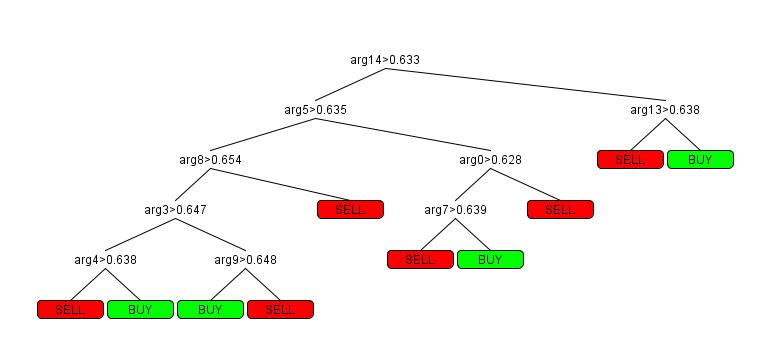 arg14>0.633
arg5>0.635
arg13>0.638
arg8>0.654
arg0>0.628
SELL
BUY
arg3>0.647
SELL
arg7>0.639
SELL
arg4>0.638
arg9>0.648
SELL
BUY
SELL
BUY
BUY
SELL